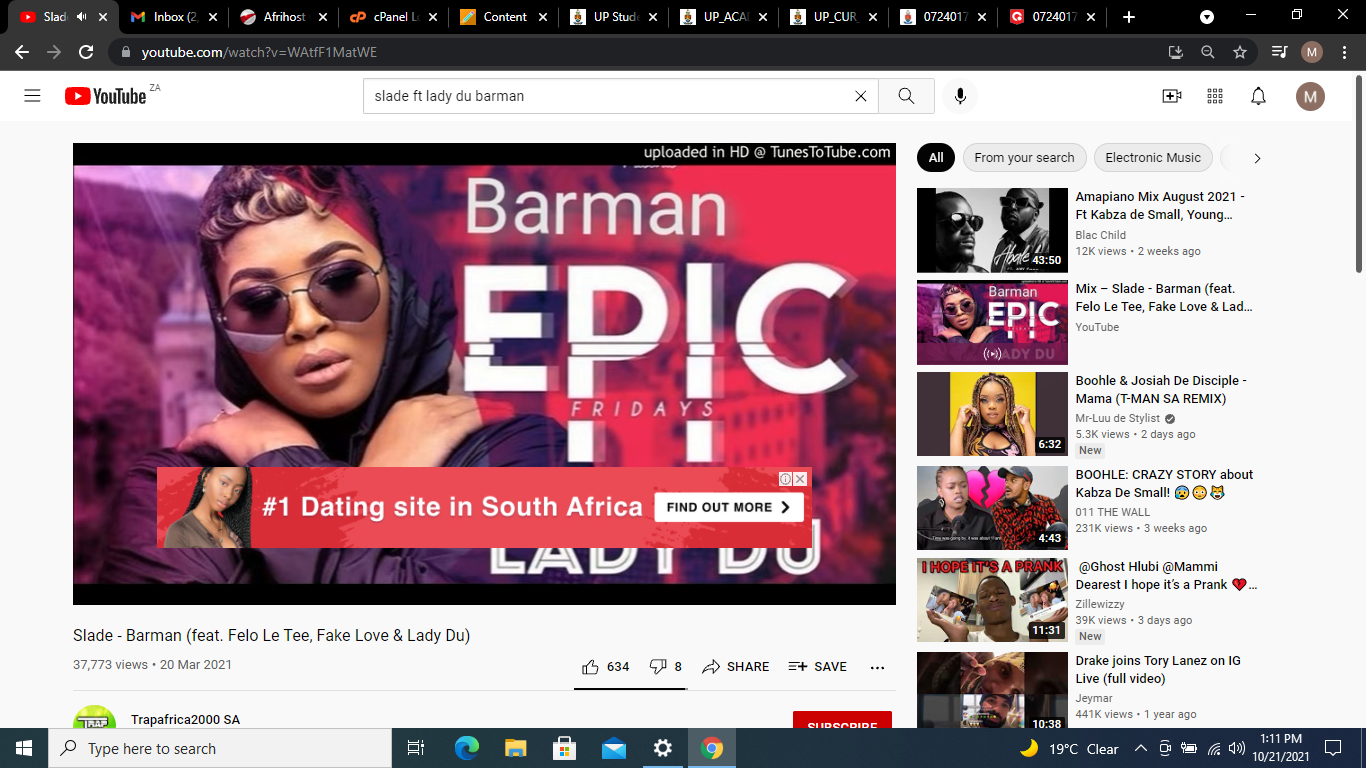 Slade
Inbox (2,
Afrihost
cPanel Lo
Content
UP Stude
UP_ACAD
UP_CUR_
0724017
0724017
youtube.com/watch?v=WAtfF1MatWE
M
YouTube ZA
slade ft lady du barman
M
uploaded in HD @ TunesToTube.com
Barman
EPIC
FRIDAYS
#1 Dating site in South Africa
FIND OUT MORE
LADY DU
Slade - Barman (feat. Felo Le Tee, Fake Love & Lady Du)
37,773 views • 20 Mar 2021
634
8
SHARE
SAVE
TRAP
Trapafrica2000 SA
SUBSCRIBE
All
From your search
Electronic Music
43:50
Amapiano Mix August 2021 -
Ft Kabza de Small, Young...
Blac Child
12K views • 2 weeks ago
Barman
EPIC
LADY DU
Mix – Slade - Barman (feat.
Felo Le Tee, Fake Love & Lad...
YouTube
6:32
Boohle & Josiah De Disciple -
Mama (T-MAN SA REMIX)
Mr-Luu de Stylist
5.3K views • 2 days ago
New
4:43
BOOHLE: CRAZY STORY about
Kabza De Small! 😰😳😹
011 THE WALL
231K views • 3 weeks ago
I HOPE IT'S A PRANK
11:31
@Ghost Hlubi @Mammi
Dearest I hope it's a Prank 💔...
Zillewizzy
39K views • 3 days ago
New
10:38
Drake joins Tory Lanez on IG
Live (full video)
Jeymar
441K views • 1 year ago
Type here to search
19°C Clear
1:11 PM
10/21/2021